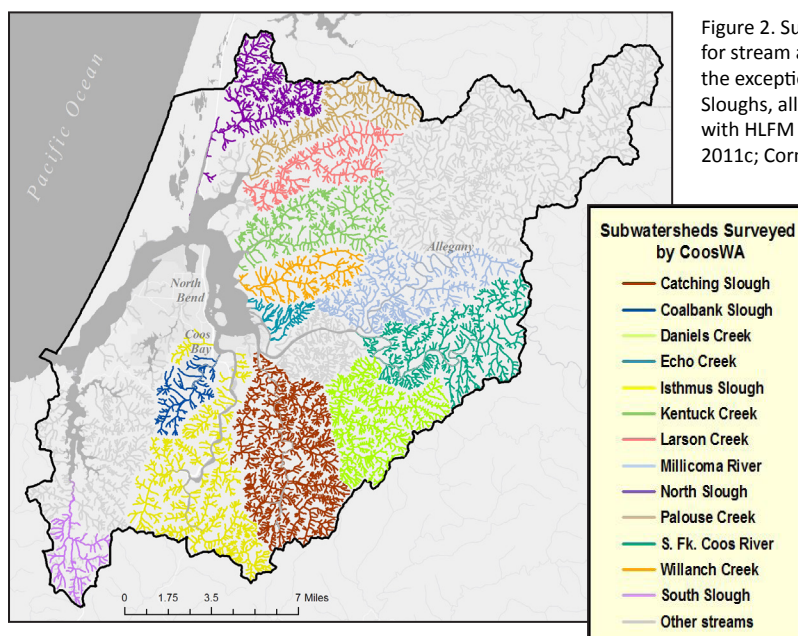 Figure 2. Su
for stream a
the exceptio
Sloughs, all
with HLFM
2011c; Corn
Pacific Ocean
Allegany
North
Bend
Coos
Bay
0 1.75 3.5 7 Miles
Subwatersheds Surveyed
by CoosWA
Catching Slough
Coalbank Slough
Daniels Creek
Echo Creek
Isthmus Slough
Kentuck Creek
Larson Creek
Millicoma River
North Slough
Palouse Creek
S. Fk. Coos River
Willanch Creek
South Slough
Other streams